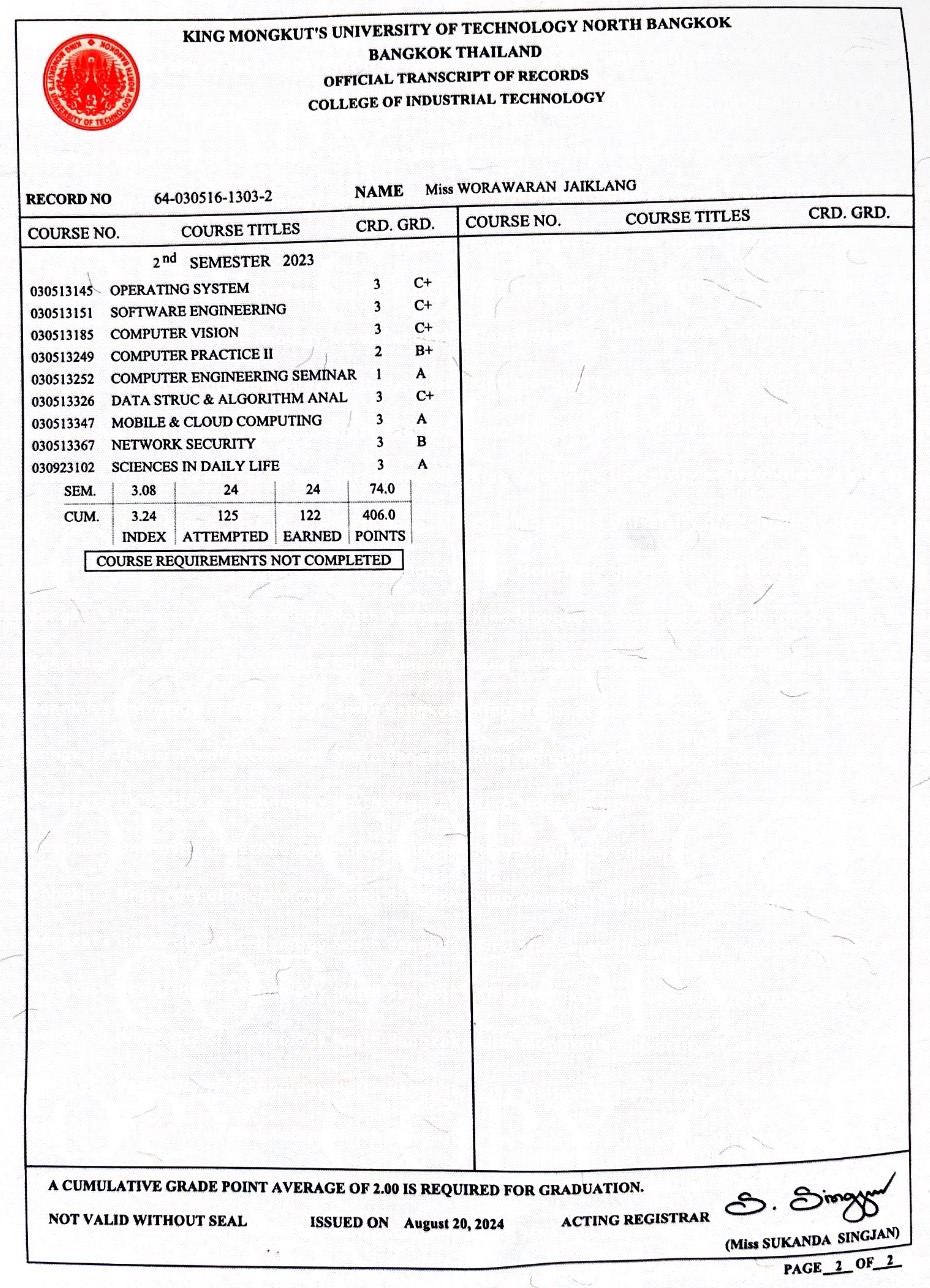 KING MONGKUT'S UNIVERSITY OF TECHNOLOGY NORTH BANGKOK
BANGKOK THAILAND
OFFICIAL TRANSCRIPT OF RECORDS
COLLEGE OF INDUSTRIAL TECHNOLOGY
RECORD NO 64-030516-1303-2 NAME Miss WORAWARAN JAIKLANG
COURSE NO. COURSE TITLES CRD. GRD. COURSE NO. COURSE TITLES CRD. GRD.
2nd SEMESTER 2023
030513145 OPERATING SYSTEM 3 C+
030513151 SOFTWARE ENGINEERING 3 C+
030513185 COMPUTER VISION 3 C+
030513249 COMPUTER PRACTICE II 2 B+
030513252 COMPUTER ENGINEERING SEMINAR 1 A
030513326 DATA STRUC & ALGORITHM ANAL 3 C+
030513347 MOBILE & CLOUD COMPUTING 3 A
030513367 NETWORK SECURITY 3 B
030923102 SCIENCES IN DAILY LIFE 3 A
SEM. 3.08 24 24 74.0
CUM. 3.24 125 122 406.0
INDEX ATTEMPTED EARNED POINTS
COURSE REQUIREMENTS NOT COMPLETED
A CUMULATIVE GRADE POINT AVERAGE OF 2.00 IS REQUIRED FOR GRADUATION.
NOT VALID WITHOUT SEAL ISSUED ON August 20, 2024 ACTING REGISTRAR S. Singjan
(Miss SUKANDA SINGJAN)
PAGE 2 OF 2